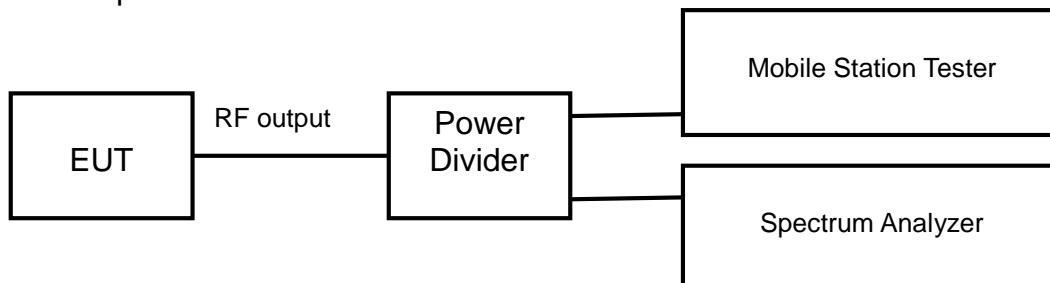 EUT
RF output
Power
Divider
Mobile Station Tester
Spectrum Analyzer